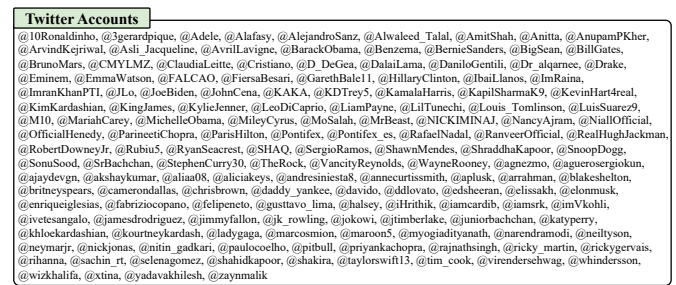 Twitter Accounts
@10Ronaldinho, @3gerardpique, @Adele, @Alafasy, @AlejandroSanz, @Alwaleed_Talal, @AmitShah, @Anitta, @AnupamPKher,
@ArvindKejriwal, @Asli_Jacqueline, @AvrilLavigne, @BarackObama, @Benzema, @BernieSanders, @BigSean, @BillGates,
@BrunoMars, @CMYLMZ, @ClaudiaLeitte, @Cristiano, @D_DeGea, @DalaiLama, @DaniloGentili, @Dr_alqarnee, @Drake,
@Eminem, @EmmaWatson, @FALCAO, @FiersaBesari, @GarethBale11, @HillaryClinton, @IbaiLlanos, @ImRaina,
@ImranKhanPTI, @JLo, @JoeBiden, @JohnCena, @KAKA, @KDTrey5, @KamalaHarris, @KapilSharmaK9, @KevinHart4real,
@KimKardashian, @KingJames, @KylieJenner, @LeoDiCaprio, @LiamPayne, @LilTunechi, @Louis_Tomlinson, @LuisSuarez9,
@M10, @MariahCarey, @MichelleObama, @MileyCyrus, @MoSalah, @MrBeast, @NICKIMINAJ, @NancyAjram, @NiallOfficial,
@OfficialHenedy, @ParineetiChopra, @ParisHilton, @Pontifex, @Pontifex_es, @RafaelNadal, @RanveerOfficial, @RealHughJackman,
@RobertDowneyJr, @Rubiu5, @RyanSeacrest, @SHAQ, @SergioRamos, @ShawnMendes, @ShraddhaKapoor, @SnoopDogg,
@SonuSood, @SrBachchan, @StephenCurry30, @TheRock, @VancityReynolds, @WayneRooney, @agnezmo, @aguerosergiokun,
@ajaydevgn, @akshaykumar, @aliaa08, @aliciakeys, @andresiniesta8, @annecurtissmith, @aplusk, @arrahman, @blakeshelton,
@britneyspears, @camerondallas, @chrisbrown, @daddy_yankee, @davido, @ddlovato, @edsheeran, @elissakh, @elonmusk,
@enriqueiglesias, @fabriziocopano, @felipeneto, @gusttavo_lima, @halsey, @iHrithik, @iamcardib, @iamsrk, @imVkohli,
@ivetesangalo, @jamesdrodriguez, @jimmyfallon, @jk_rowling, @jokowi, @jtimberlake, @juniorbachchan, @katyperry,
@khloekardashian, @kourtneykardash, @ladygaga, @marcosmion, @maroon5, @myogiadityanath, @narendramodi, @neiltyson,
@neymarjr, @nickjonas, @nitin_gadkari, @paulocoelho, @pitbull, @priyankachopra, @rajnathsingh, @ricky_martin, @rickygervais,
@rihanna, @sachin_rt, @selenagomez, @shahidkapoor, @shakira, @taylorswift13, @tim_cook, @virendersehwag, @whindersson,
@wizkhalifa, @xtina, @yadavakhilesh, @zaynmalik